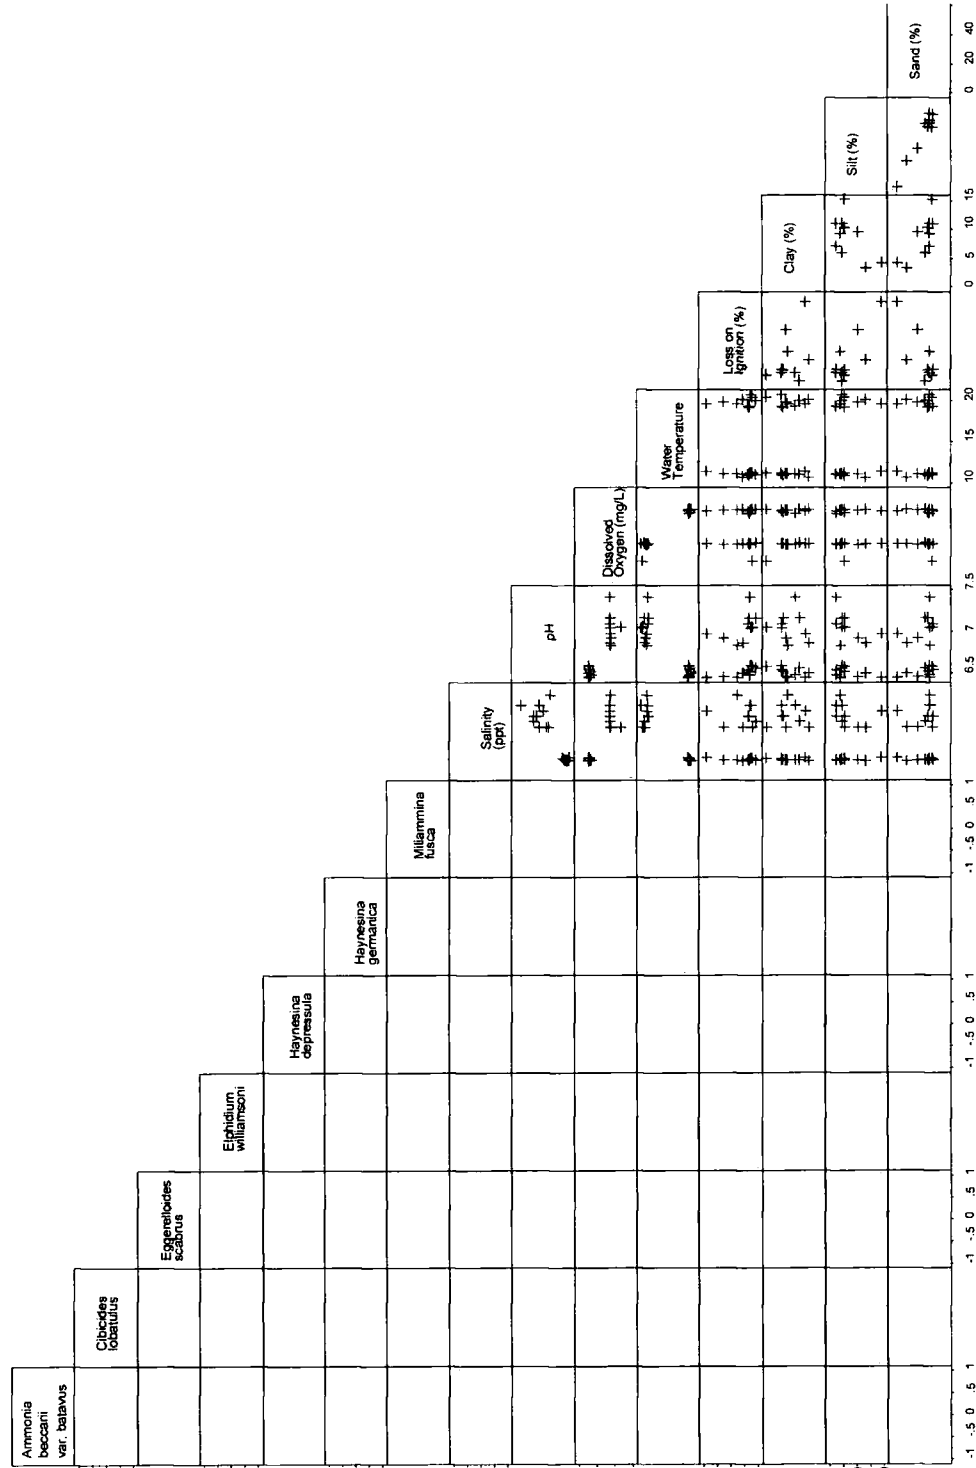 Ammonia
beccarii
var. batavus
Cibicides
lobatulus
Eggerelloides
scabrus
Elphidium
williamsoni
Haynesina
depressula
Haynesina
germanica
Miliammina
fusca
Salinity
(ppt)
pH
Dissolved
Oxygen (mg/L)
Water
Temperature
Loss on
Ignition (%)
Clay (%)
Silt (%)
Sand (%)
-1 -.5 0 .5 1
-1 -.5 0 .5 1
-1 -.5 0 .5 1
-1 -.5 0 .5 1
6.5 7 7.5
10 15 20
0 5 10 15
0 20 40